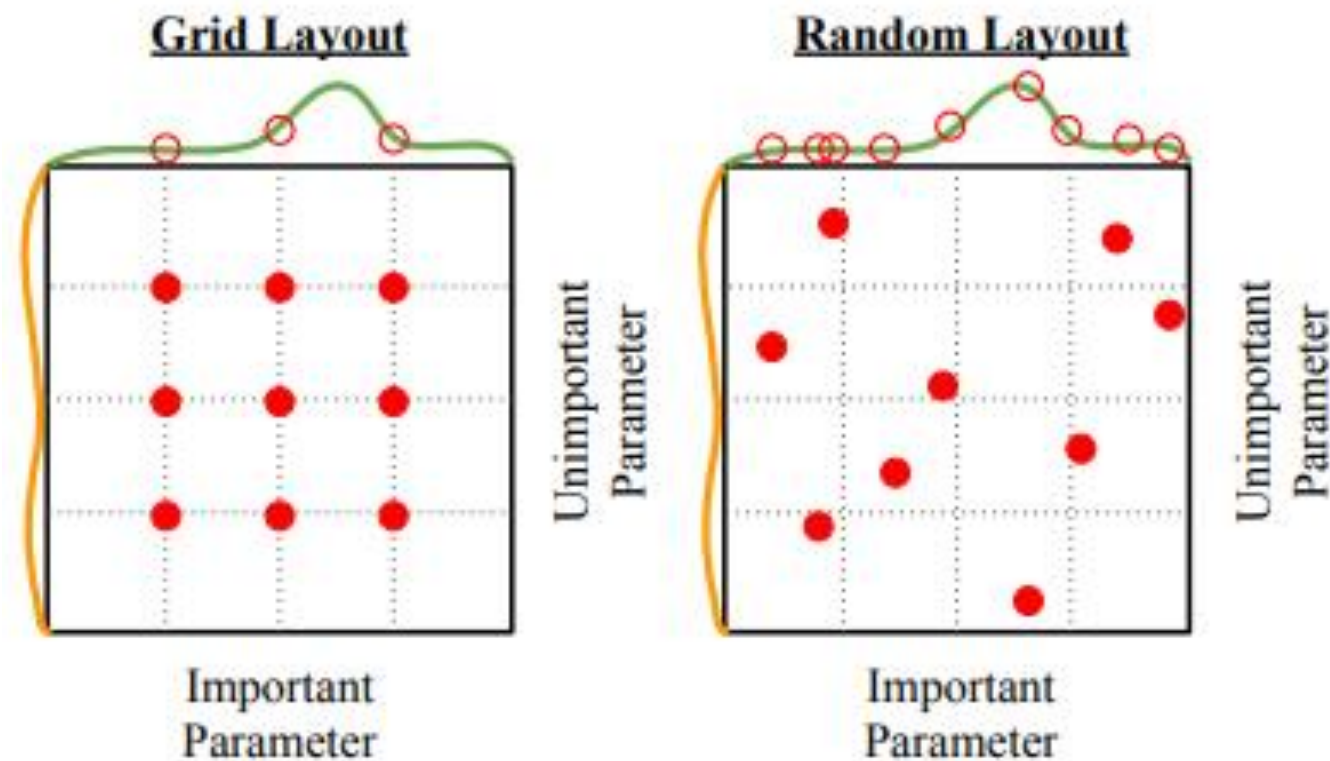 Grid Layout
Unimportant
Parameter
Important
Parameter
Random Layout
Unimportant
Parameter
Important
Parameter